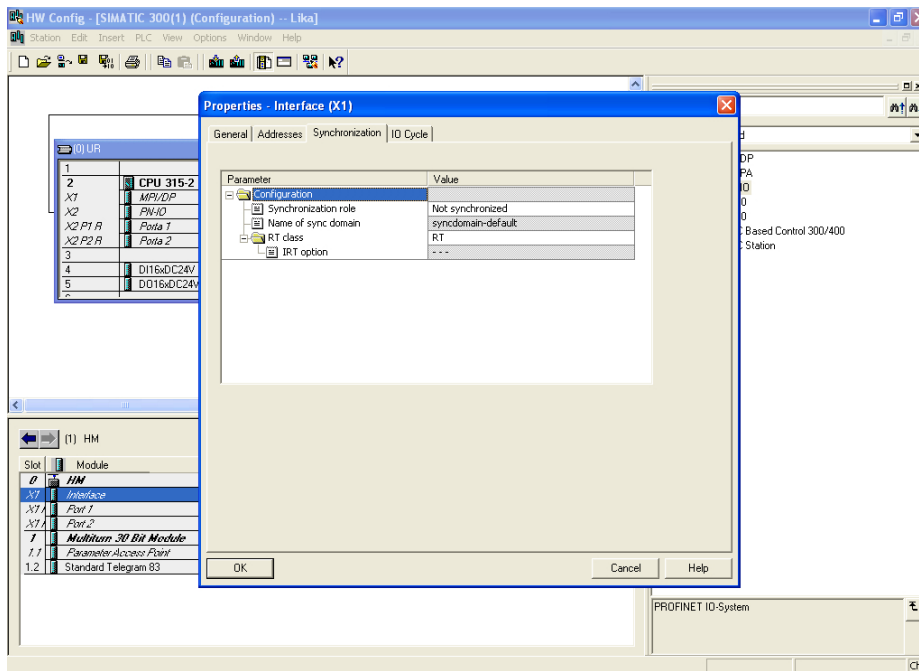 HW Config - [SIMATIC 300(1) (Configuration) -- Lika]
Station Edit Insert PLC View Options Window Help
Properties - Interface (X1)
General Addresses Synchronization IO Cycle
Parameter Value
Configuration
Synchronization role Not synchronized
Name of sync domain syncdomain-default
RT class RT
IRT option - - -
OK Cancel Help
(0) UR
1
2 CPU 315-2
X1 MPI/DP
X2 PN-IO
X2 P1 R Porta 1
X2 P2 R Porta 2
3
4 DI16xDC24V
5 DO16xDC24V
DP
PA
IO
Based Control 300/400
Station
(1) HM
Slot Module
0 HM
X1 Interface
X1 Port 1
X1 Port 2
1 Multiturn 30 Bit Module
1.1 Parameter Access Point
1.2 Standard Telegram 83
PROFINET IO-System
Ch